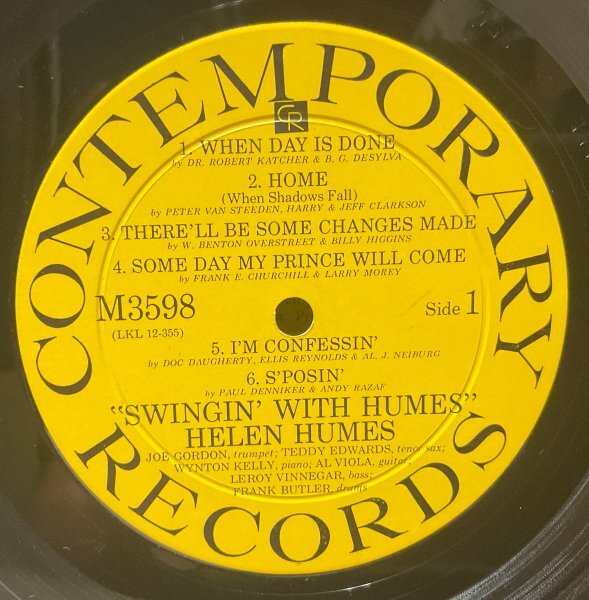 CONTEMPORARY RECORDS
CR
1. WHEN DAY IS DONE
by DR. ROBERT KATCHER & B. G. DESYLVA
2. HOME
(When Shadows Fall)
by PETER VAN STEEDEN, HARRY & JEFF CLARKSON
3. THERE'LL BE SOME CHANGES MADE
by W. BENTON OVERSTREET & BILLY HIGGINS
4. SOME DAY MY PRINCE WILL COME
by FRANK E. CHURCHILL & LARRY MOREY
M3598
Side 1
(LKL 12-355)
5. I'M CONFESSIN'
by DOC DAUGHERTY, ELLIS REYNOLDS & AL. J. NEIBURG
6. S'POSIN'
by PAUL DENNIKER & ANDY RAZAF
"SWINGIN' WITH HUMES"
HELEN HUMES
JOE GORDON, trumpet; TEDDY EDWARDS, tenor sax;
WYNTON KELLY, piano; AL VIOLA, guitar;
LEROY VINNEGAR, bass;
FRANK BUTLER, drums